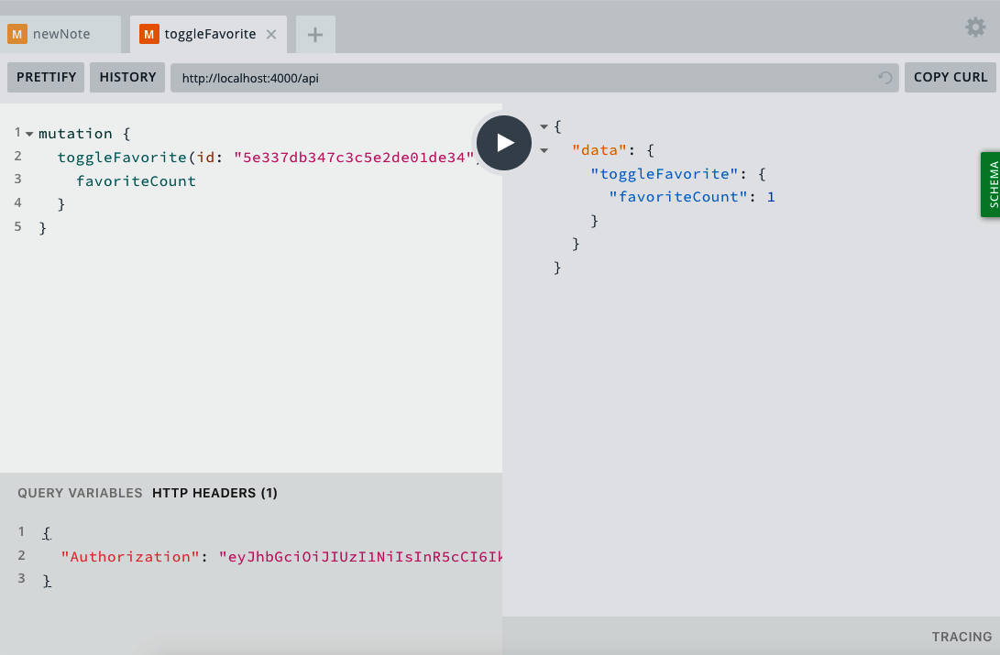 M newNote
M toggleFavorite ×
PRETTIFY HISTORY http://localhost:4000/api COPY CURL
1 mutation {
2 toggleFavorite(id: "5e337db347c3c5e2de01de34"
3 favoriteCount
4 }
5 }
{
"data": {
"toggleFavorite": {
"favoriteCount": 1
}
}
}
SCHEMA
QUERY VARIABLES HTTP HEADERS (1)
1 {
2 "Authorization": "eyJhbGciOiJIUzI1NiIsInR5cCI6Ik
3 }
TRACING